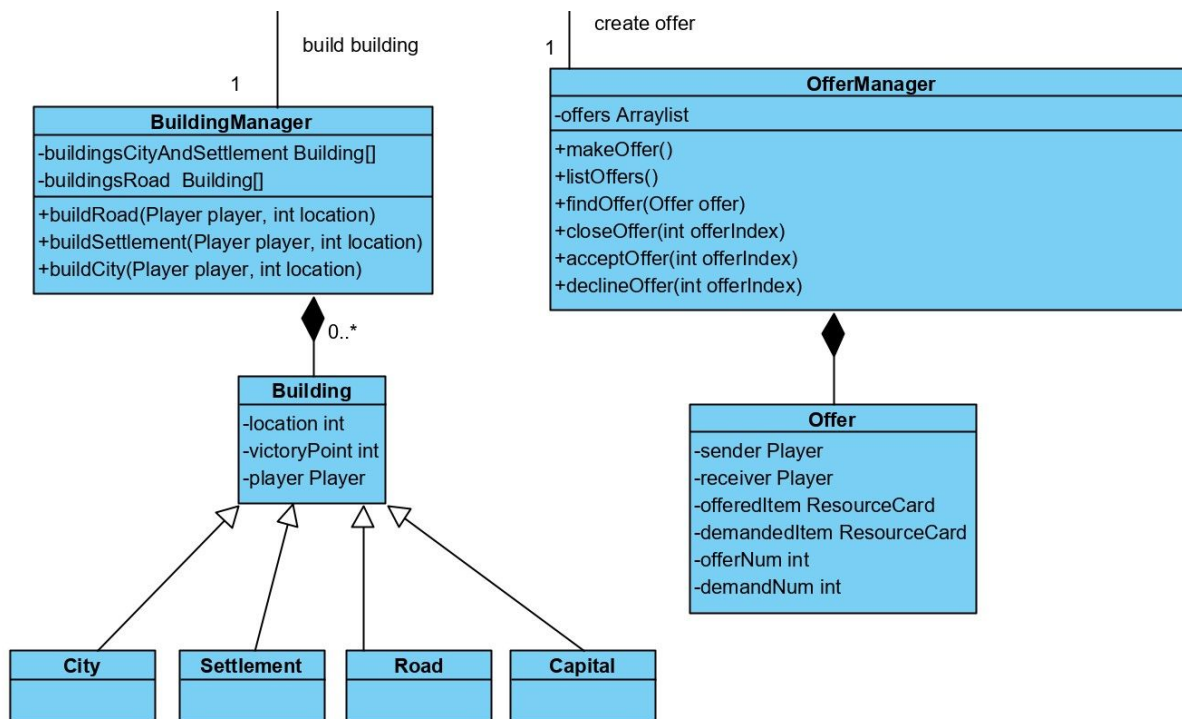 build building
1
BuildingManager
-buildingsCityAndSettlement Building[]
-buildingsRoad Building[]
+buildRoad(Player player, int location)
+buildSettlement(Player player, int location)
+buildCity(Player player, int location)
0..*
Building
-location int
-victoryPoint int
-player Player
City
Settlement
Road
Capital
create offer
1
OfferManager
-offers Arraylist
+makeOffer()
+listOffers()
+findOffer(Offer offer)
+closeOffer(int offerIndex)
+acceptOffer(int offerIndex)
+declineOffer(int offerIndex)
Offer
-sender Player
-receiver Player
-offeredItem ResourceCard
-demandedItem ResourceCard
-offerNum int
-demandNum int